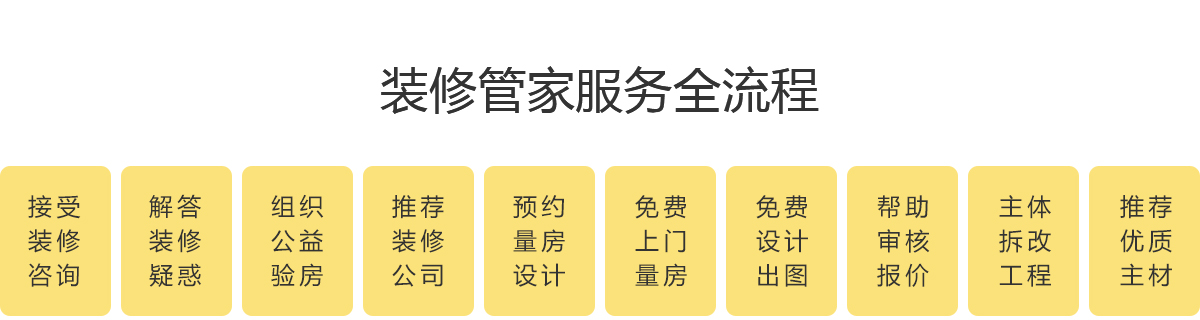 装修管家服务全流程
接受
装修
咨询
解答
装修
疑惑
组织
公益
验房
推荐
装修
公司
预约
量房
设计
免费
上门
量房
免费
设计
出图
帮助
审核
报价
主体
拆改
工程
推荐
优质
主材